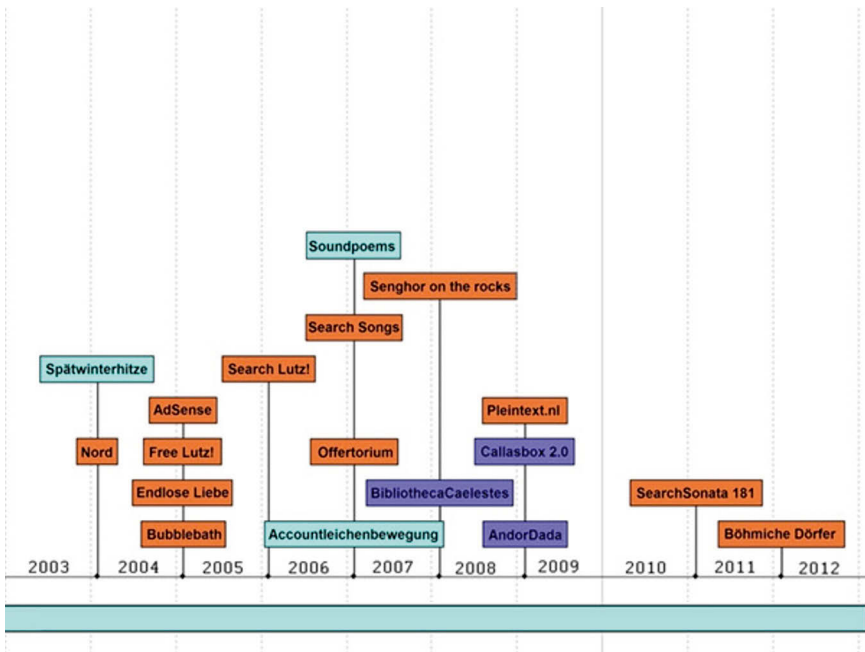 Soundpoems
Senghor on the rocks
Search Songs
Spätwinterhitze
Search Lutz!
AdSense
Pleintext.nl
Nord
Free Lutz!
Offertorium
Callasbox 2.0
Endlose Liebe
BibliothecaCaelestes
SearchSonata 181
Bubblebath
Accountleichenbewegung
AndorDada
Böhmiche Dörfer
2003 2004 2005 2006 2007 2008 2009 2010 2011 2012